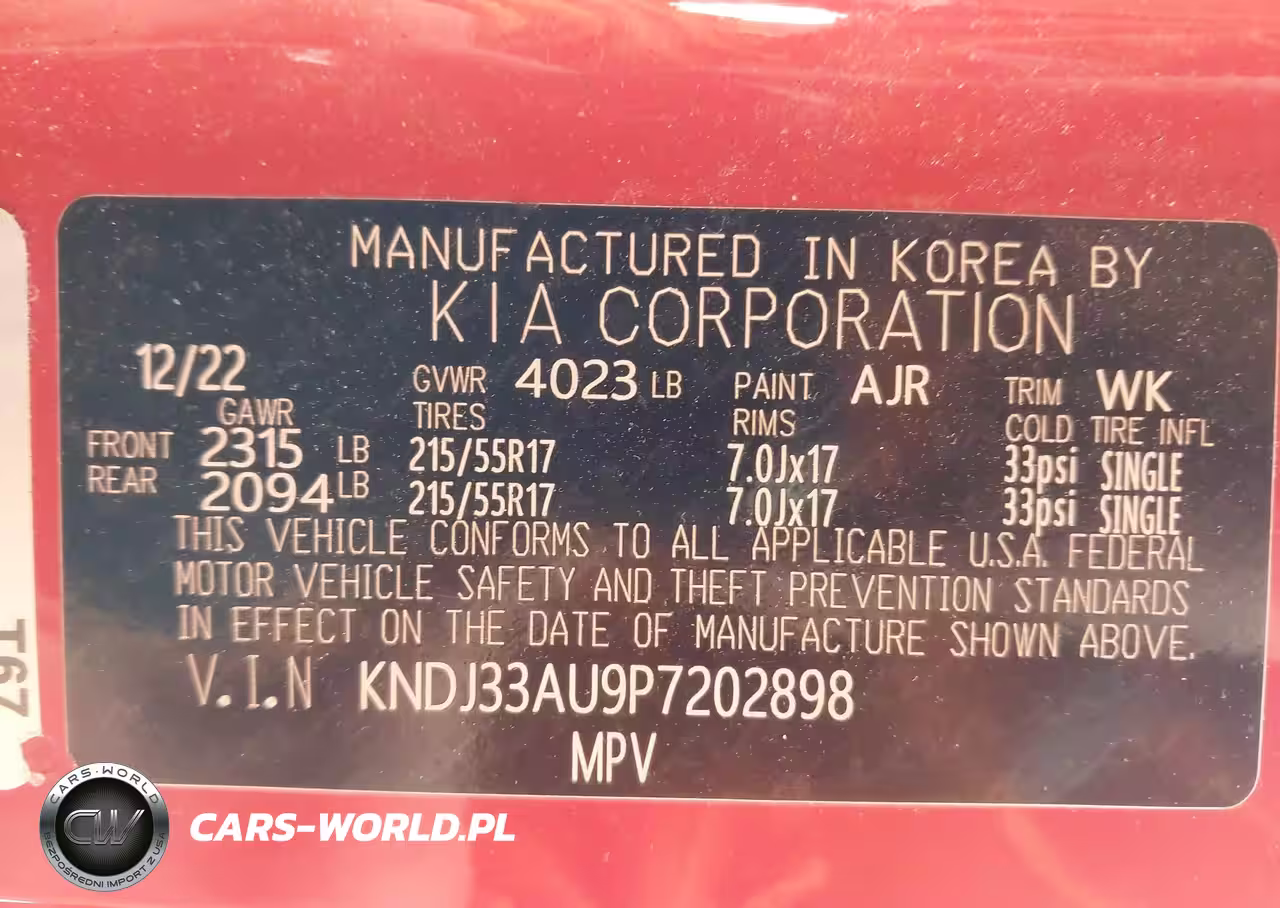 MANUFACTURED IN KOREA BY
KIA CORPORATION
12/22 GVWR 4023 LB PAINT AJR TRIM WK
GAWR TIRES RIMS COLD TIRE INFL
FRONT 2315 LB 215/55R17 7.0Jx17 33psi SINGLE
REAR 2094 LB 215/55R17 7.0Jx17 33psi SINGLE
THIS VEHICLE CONFORMS TO ALL APPLICABLE U.S.A. FEDERAL
MOTOR VEHICLE SAFETY AND THEFT PREVENTION STANDARDS
IN EFFECT ON THE DATE OF MANUFACTURE SHOWN ABOVE.
V.I.N KNDJ33AU9P7202898
MPV
CARS-WORLD
CW
BEZPOŚREDNI IMPORT Z USA
CARS-WORLD.PL